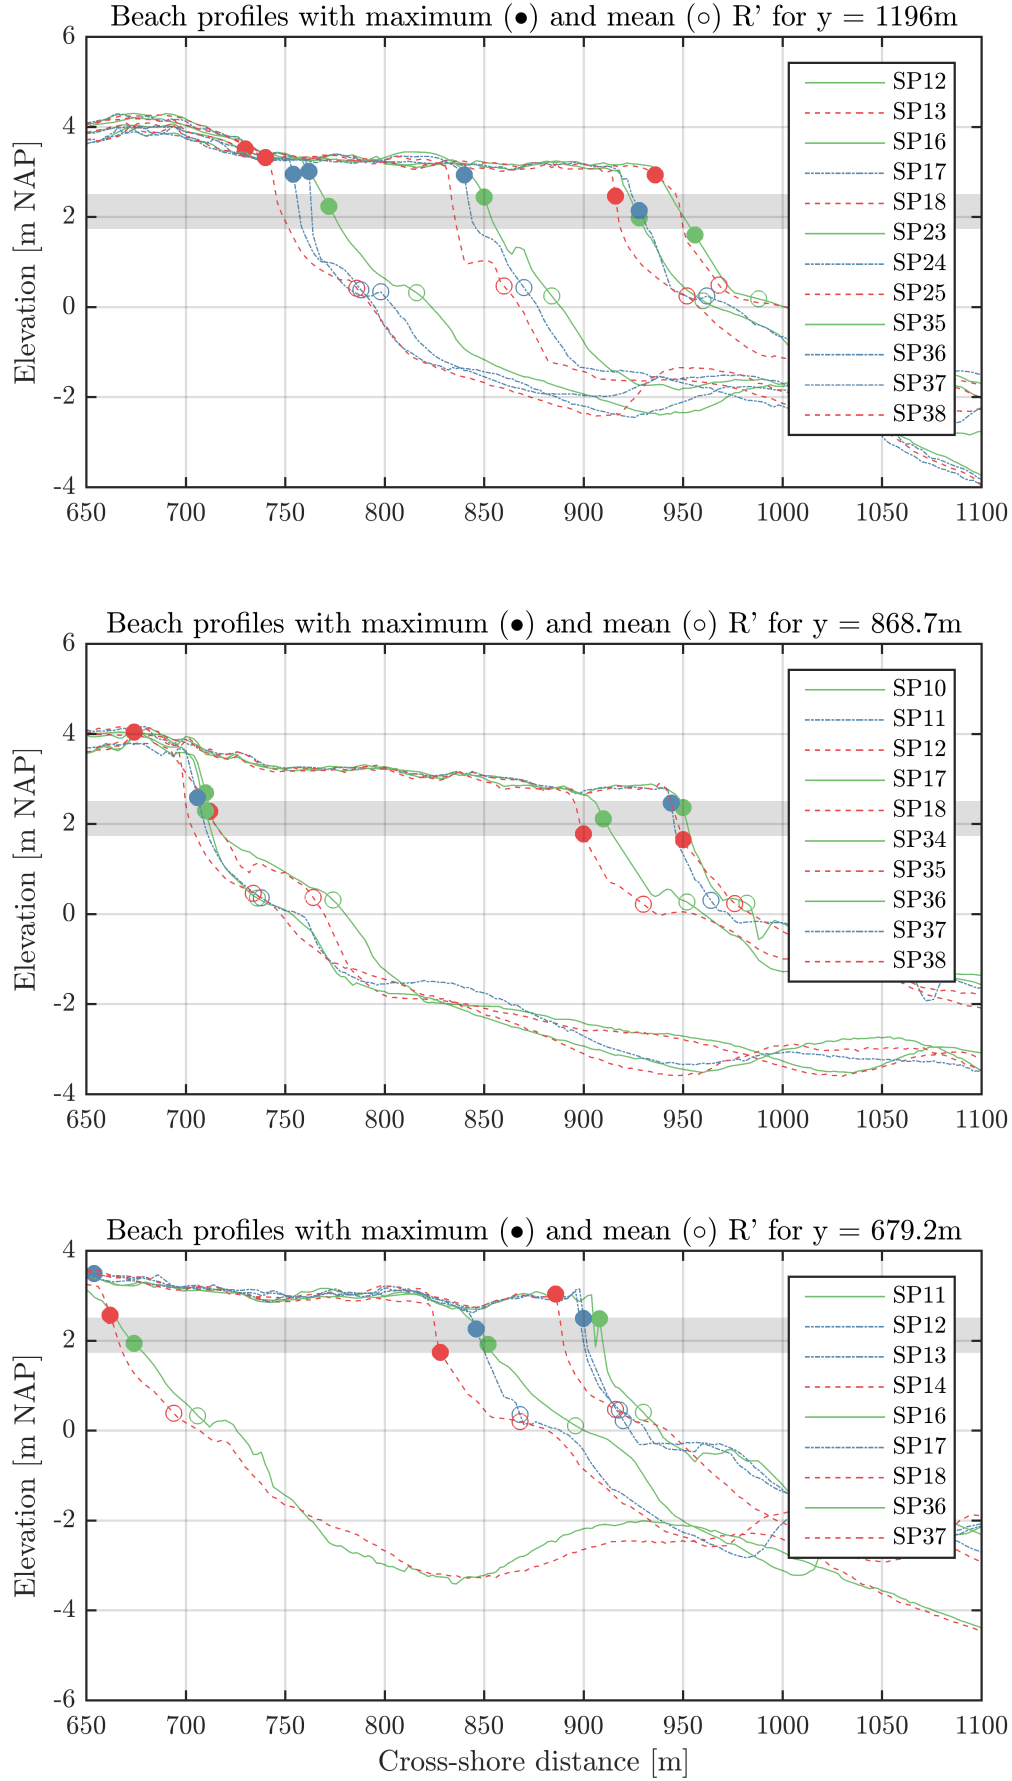 Beach profiles with maximum (●) and mean (○) R' for y = 1196m
6
4
2
0
-2
-4
Elevation [m NAP]
SP12
SP13
SP16
SP17
SP18
SP23
SP24
SP25
SP35
SP36
SP37
SP38
650 700 750 800 850 900 950 1000 1050 1100
Beach profiles with maximum (●) and mean (○) R' for y = 868.7m
6
4
2
0
-2
-4
Elevation [m NAP]
SP10
SP11
SP12
SP17
SP18
SP34
SP35
SP36
SP37
SP38
650 700 750 800 850 900 950 1000 1050 1100
Beach profiles with maximum (●) and mean (○) R' for y = 679.2m
4
2
0
-2
-4
-6
Elevation [m NAP]
SP11
SP12
SP13
SP14
SP16
SP17
SP18
SP36
SP37
650 700 750 800 850 900 950 1000 1050 1100
Cross-shore distance [m]